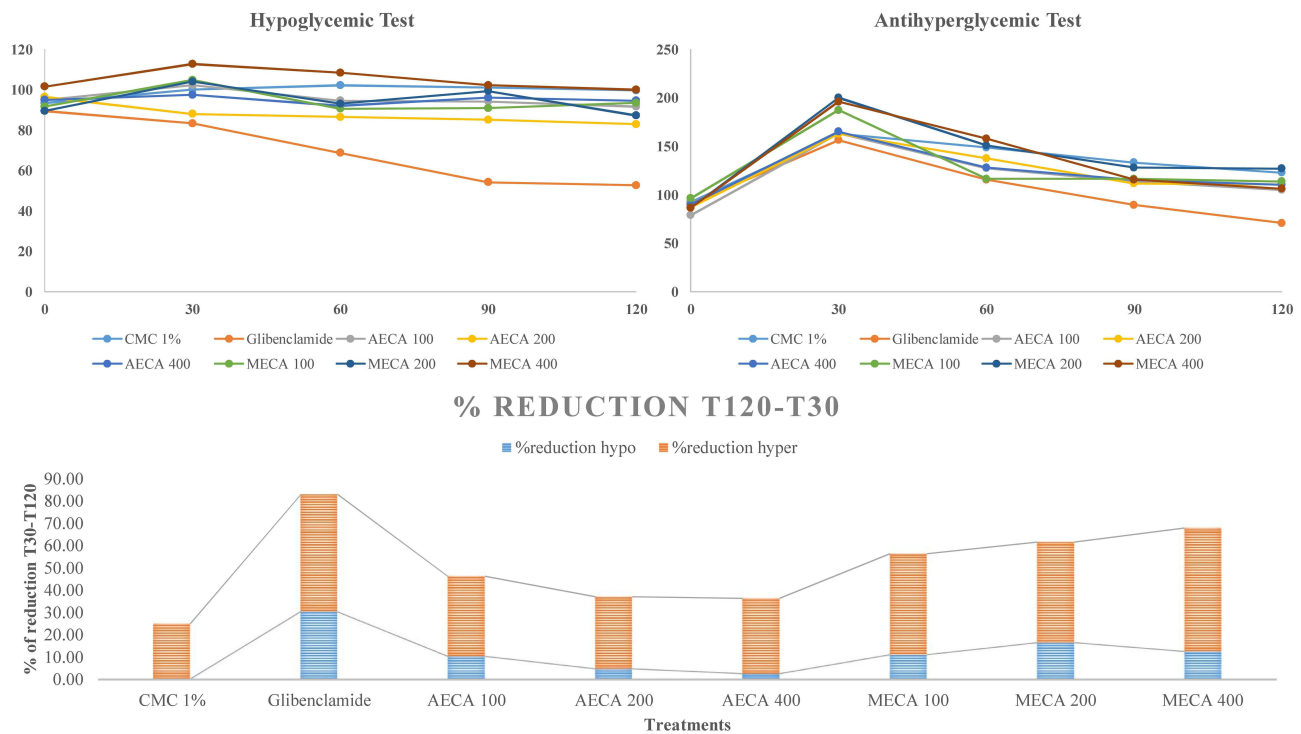 Hypoglycemic Test
120
100
80
60
40
20
0
0 30 60 90 120
CMC 1% Glibenclamide AECA 100 AECA 200
AECA 400 MECA 100 MECA 200 MECA 400
Antihyperglycemic Test
250
200
150
100
50
0
0 30 60 90 120
CMC 1% Glibenclamide AECA 100 AECA 200
AECA 400 MECA 100 MECA 200 MECA 400
% REDUCTION T120-T30
%reduction hypo %reduction hyper
% of reduction T30-T120
90.00
80.00
70.00
60.00
50.00
40.00
30.00
20.00
10.00
0.00
CMC 1% Glibenclamide AECA 100 AECA 200 AECA 400 MECA 100 MECA 200 MECA 400
Treatments